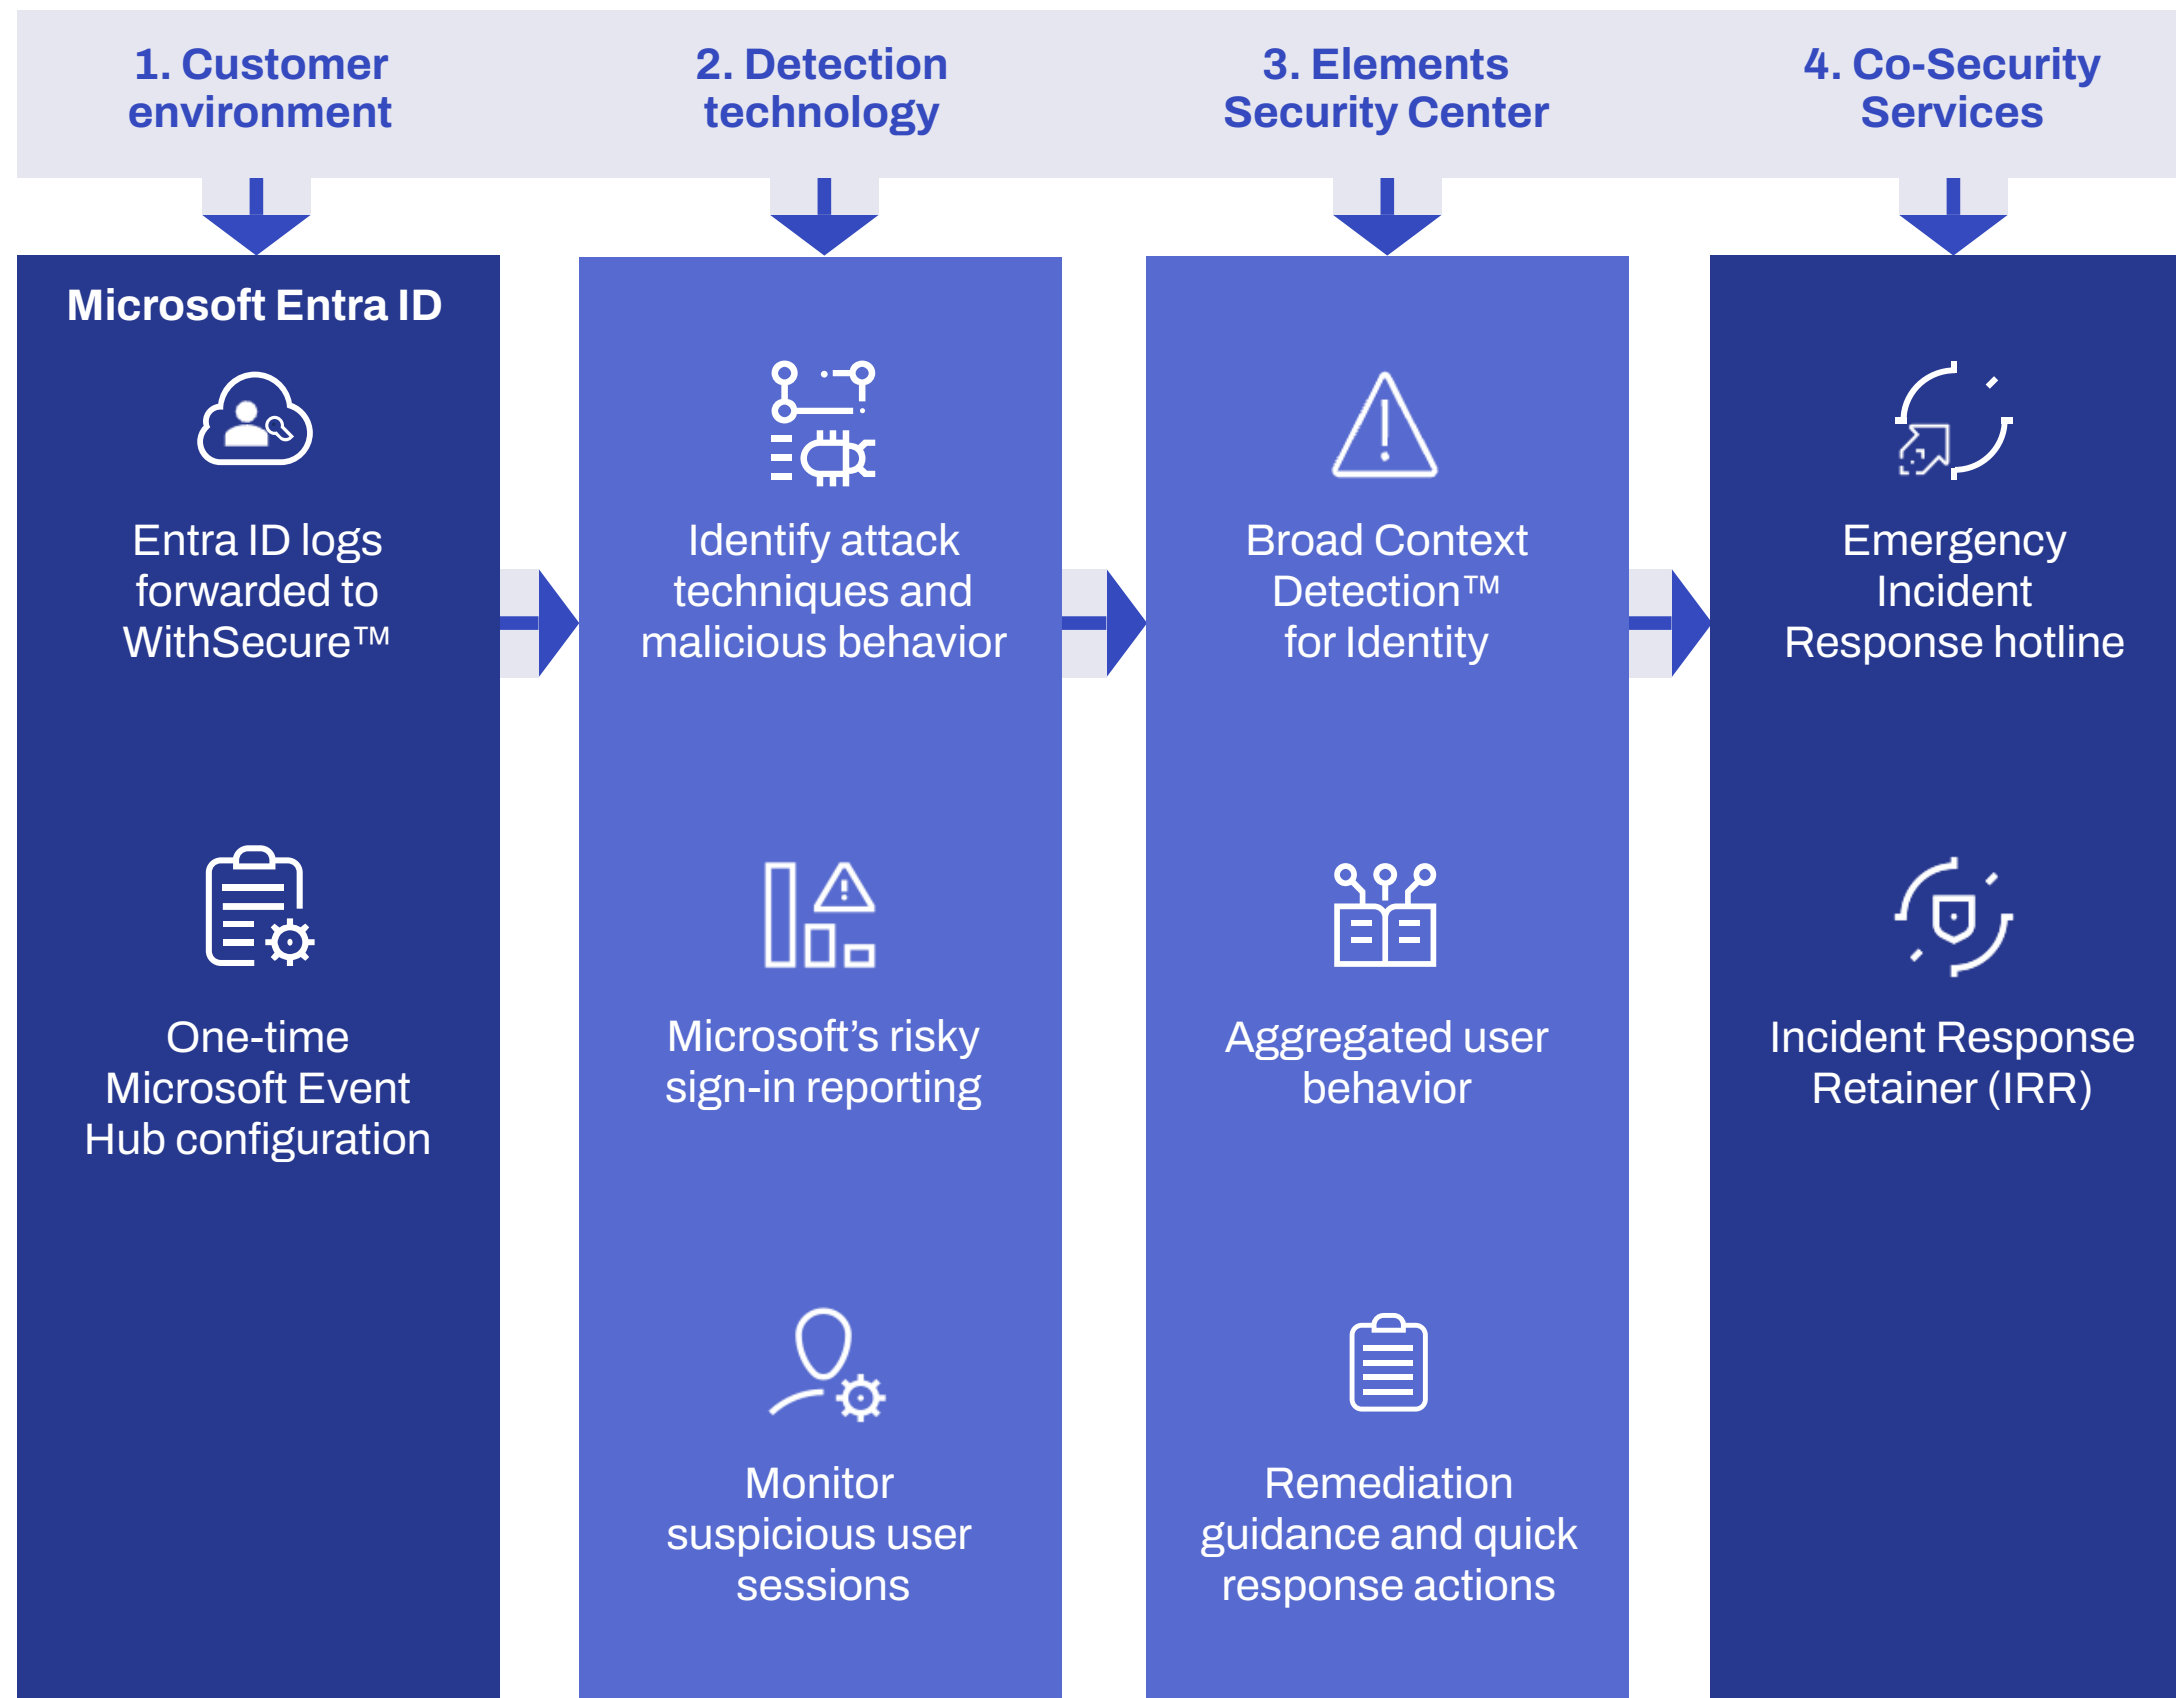 1. Customer
environment
2. Detection
technology
3. Elements
Security Center
4. Co-Security
Services
Microsoft Entra ID
Entra ID logs
forwarded to
WithSecure™
One-time
Microsoft Event
Hub configuration
Identify attack
techniques and
malicious behavior
Microsoft’s risky
sign-in reporting
Monitor
suspicious user
sessions
Broad Context
Detection™
for Identity
Aggregated user
behavior
Remediation
guidance and quick
response actions
Emergency
Incident
Response hotline
Incident Response
Retainer (IRR)